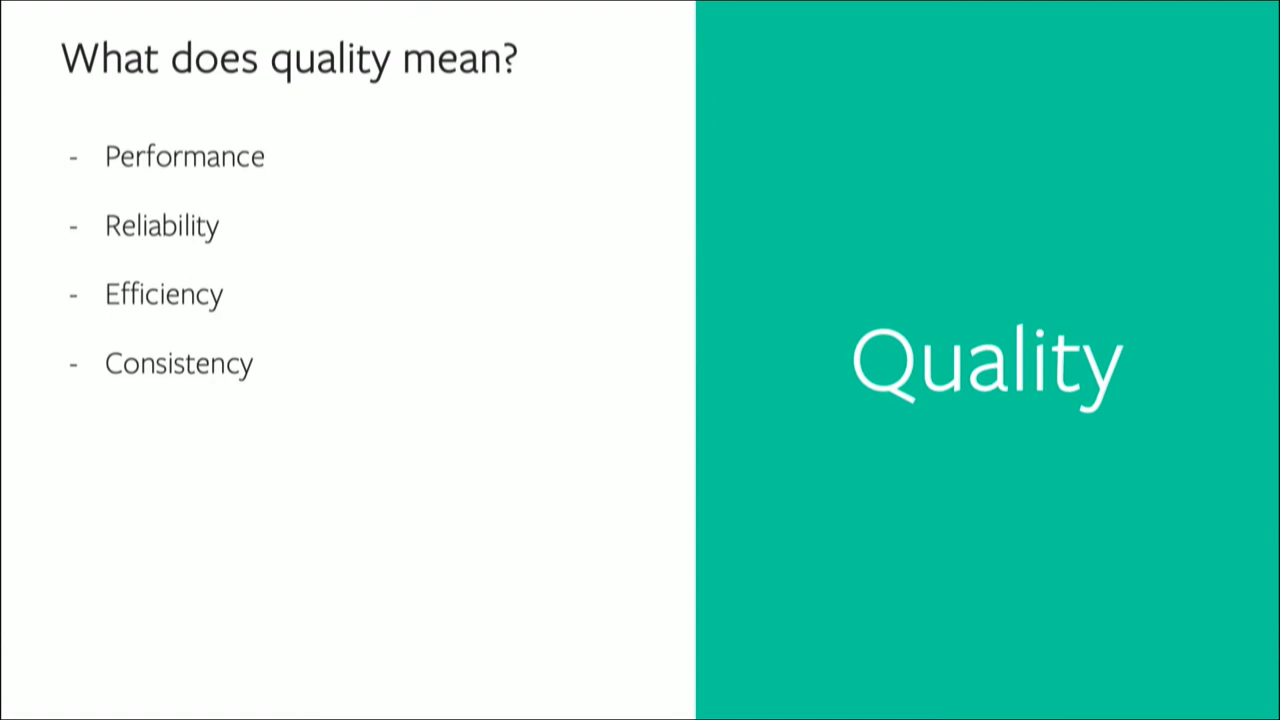 What does quality mean?
- Performance
- Reliability
- Efficiency
- Consistency
Quality